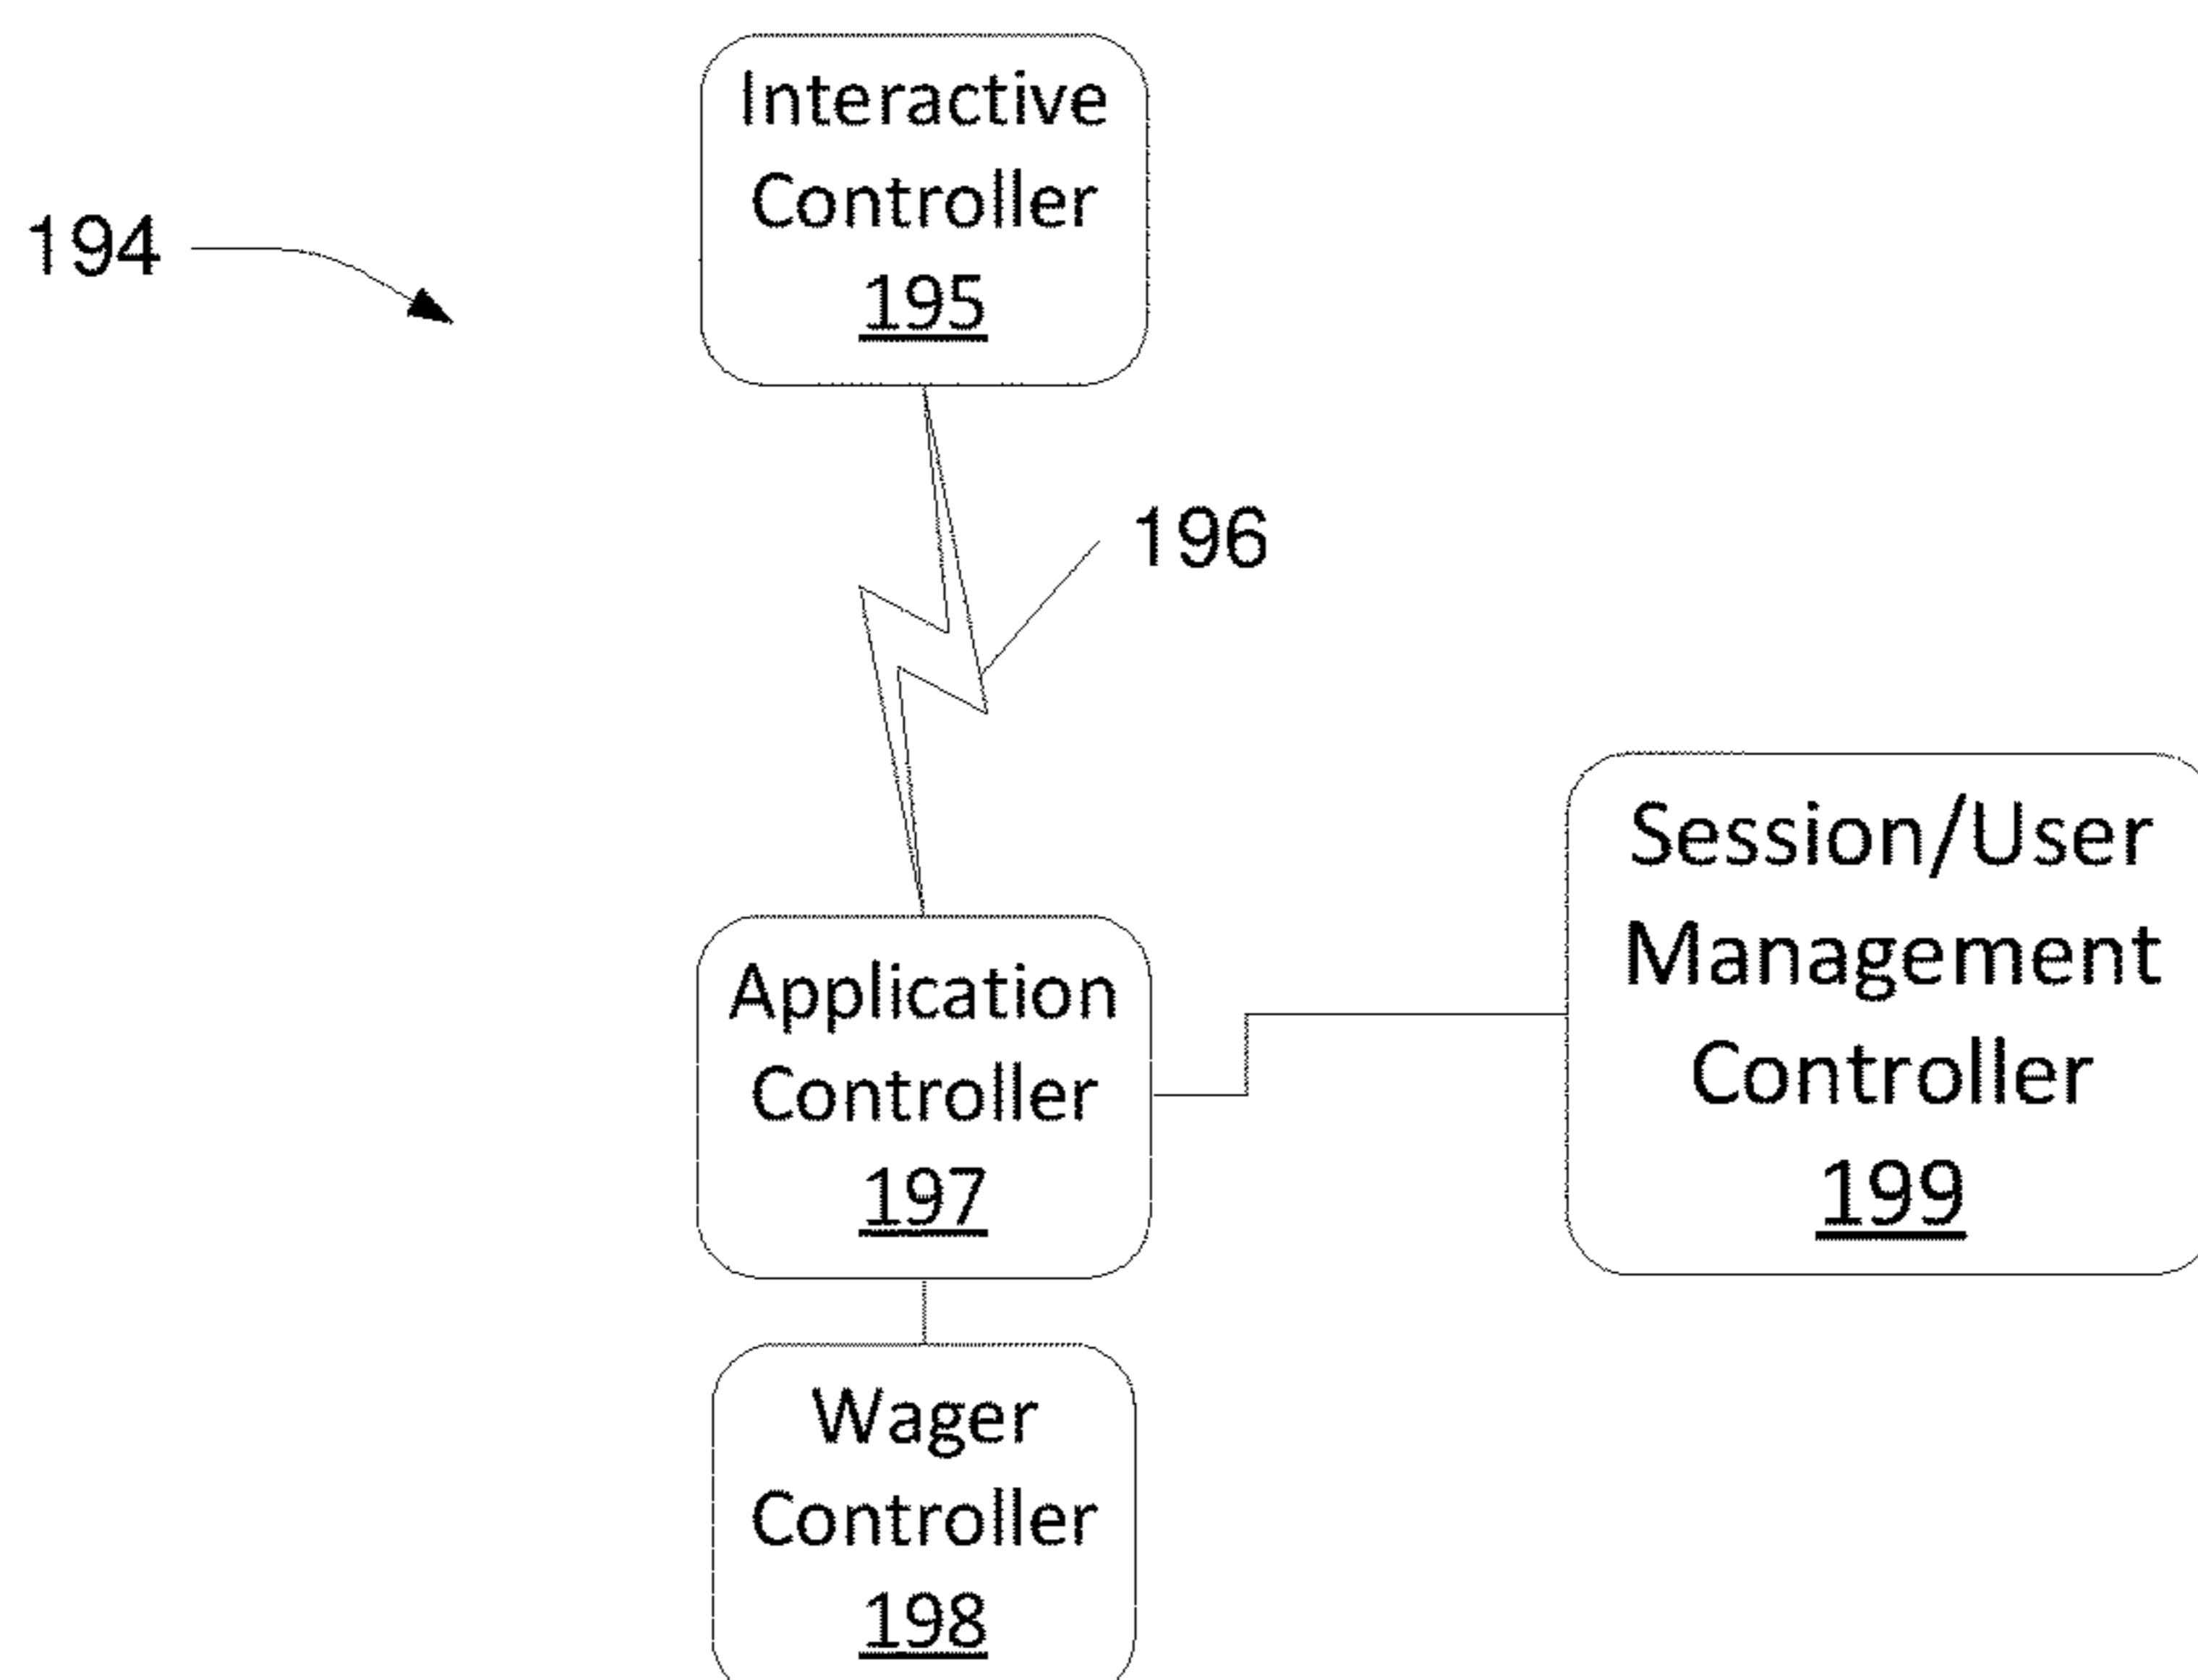 Interactive
Controller
195
194
196
Application
Controller
197
Session/User
Management
Controller
199
Wager
Controller
198